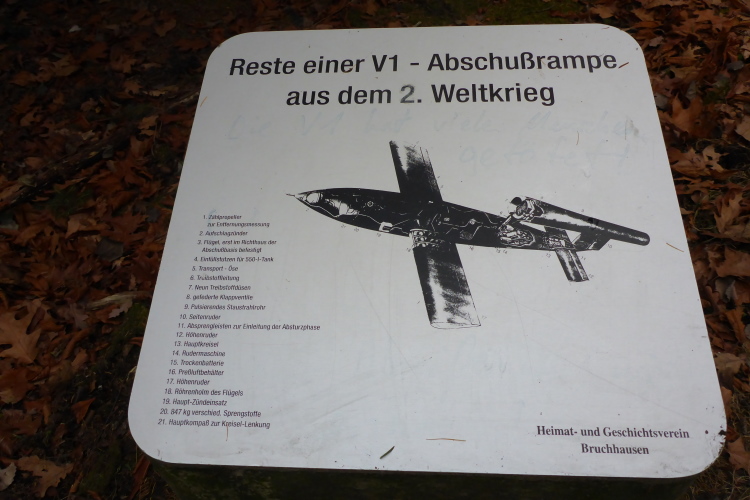 Reste einer V1 - Abschußrampe
aus dem 2. Weltkrieg
1. Zählpropeller
zur Entfernungsmessung
2. Aufschlagzünder
3. Flügel, erst im Richthaus der
Abschußbasis befestigt
4. Einfüllstutzen für 550-l-Tank
5. Transport - Öse
6. Treibstoffleitung
7. Neun Treibstoffdüsen
8. gefederte Klappventile
9. Pulsierendes Staustrahlrohr
10. Seitenruder
11. Absprengleisten zur Einleitung der Absturzphase
12. Höhenruder
13. Hauptkreisel
14. Rudermaschine
15. Trockenbatterie
16. Preßluftbehälter
17. Höhenruder
18. Röhrenholm des Flügels
19. Haupt-Zündeinsatz
20. 847 kg verschied. Sprengstoffe
21. Hauptkompaß zur Kreisel-Lenkung
Heimat- und Geschichtsverein
Bruchhausen